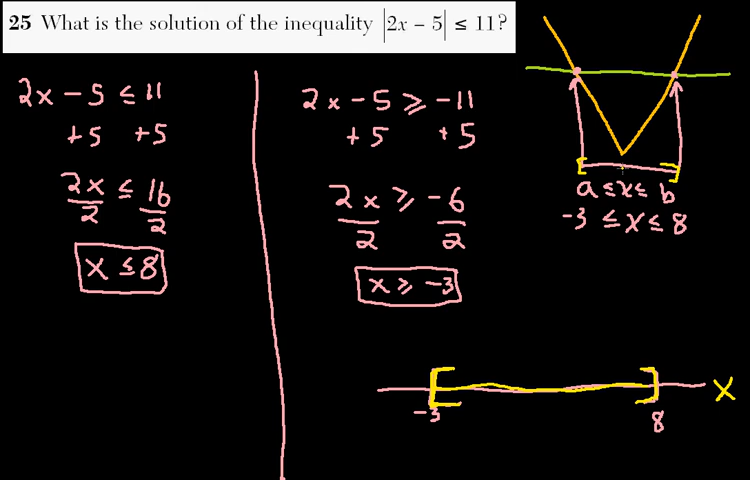 25 What is the solution of the inequality |2x − 5| ≤ 11?
2x − 5 ≤ 11
+5 +5
2x/2 ≤ 16/2
x ≤ 8
2x − 5 ≥ −11
+5 +5
2x/2 ≥ −6/2
x ≥ −3
a ≤ x ≤ b
−3 ≤ x ≤ 8
−3 8 x